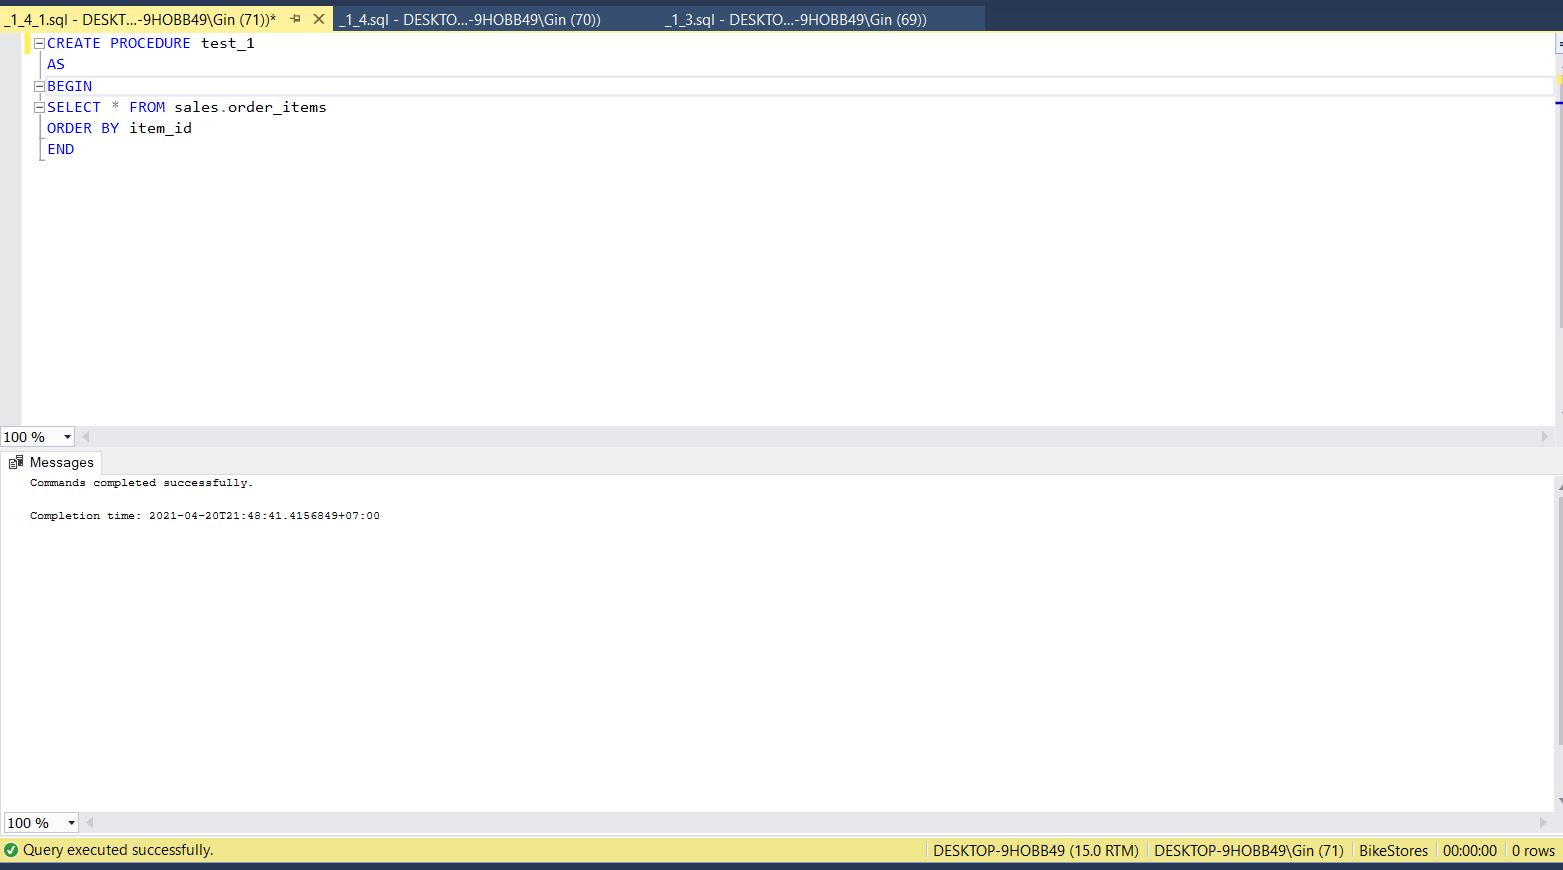 _1_4_1.sql - DESKT...-9HOBB49\Gin (71))* _1_4.sql - DESKTO...-9HOBB49\Gin (70)) _1_3.sql - DESKTO...-9HOBB49\Gin (69))
CREATE PROCEDURE test_1
AS
BEGIN
SELECT * FROM sales.order_items
ORDER BY item_id
END
100 %
Messages
Commands completed successfully.
Completion time: 2021-04-20T21:48:41.4156849+07:00
100 %
Query executed successfully. DESKTOP-9HOBB49 (15.0 RTM) DESKTOP-9HOBB49\Gin (71) BikeStores 00:00:00 0 rows